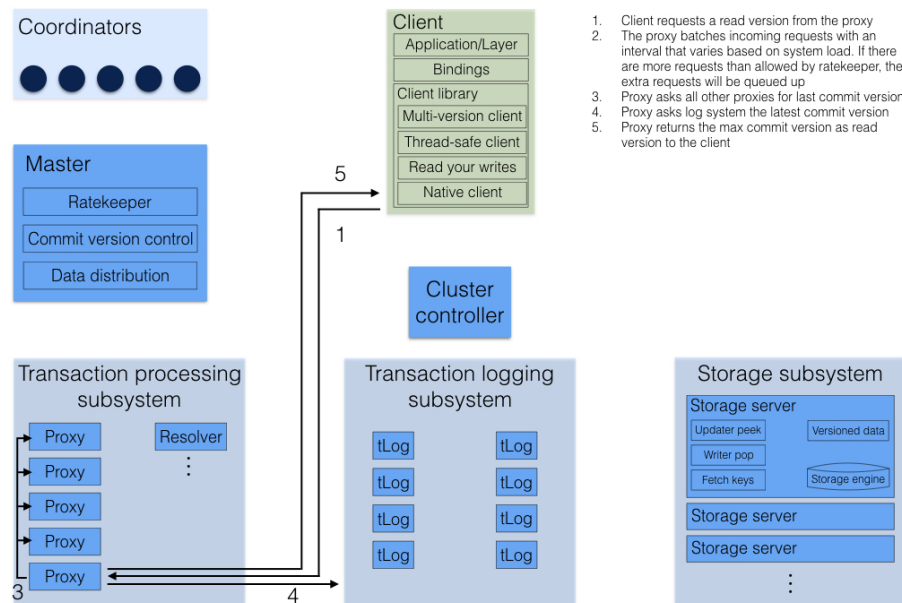 Coordinators
Client
Application/Layer
Bindings
Client library
Multi-version client
Thread-safe client
Read your writes
Native client
1. Client requests a read version from the proxy
2. The proxy batches incoming requests with an
interval that varies based on system load. If there
are more requests than allowed by ratekeeper, the
extra requests will be queued up
3. Proxy asks all other proxies for last commit version
4. Proxy asks log system the latest commit version
5. Proxy returns the max commit version as read
version to the client
Master
Ratekeeper
Commit version control
Data distribution
5
1
Cluster
controller
Transaction processing
subsystem
Proxy
Proxy
Proxy
Proxy
Proxy
Resolver
3
4
Transaction logging
subsystem
tLog tLog
tLog tLog
tLog tLog
tLog tLog
Storage subsystem
Storage server
Updater peek
Writer pop
Fetch keys
Versioned data
Storage engine
Storage server
Storage server